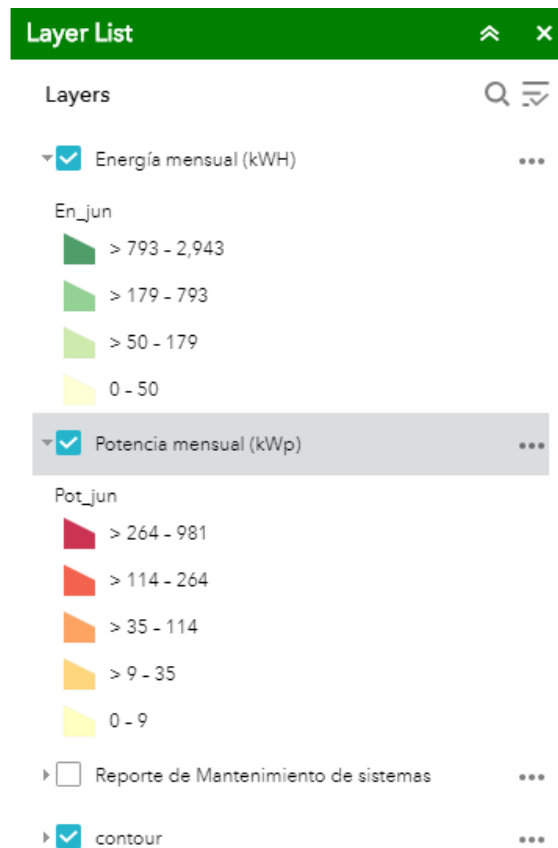 Layer List
Layers
Energía mensual (kWH)
En_jun
> 793 - 2,943
> 179 - 793
> 50 - 179
0 - 50
Potencia mensual (kWp)
Pot_jun
> 264 - 981
> 114 - 264
> 35 - 114
> 9 - 35
0 - 9
Reporte de Mantenimiento de sistemas
contour